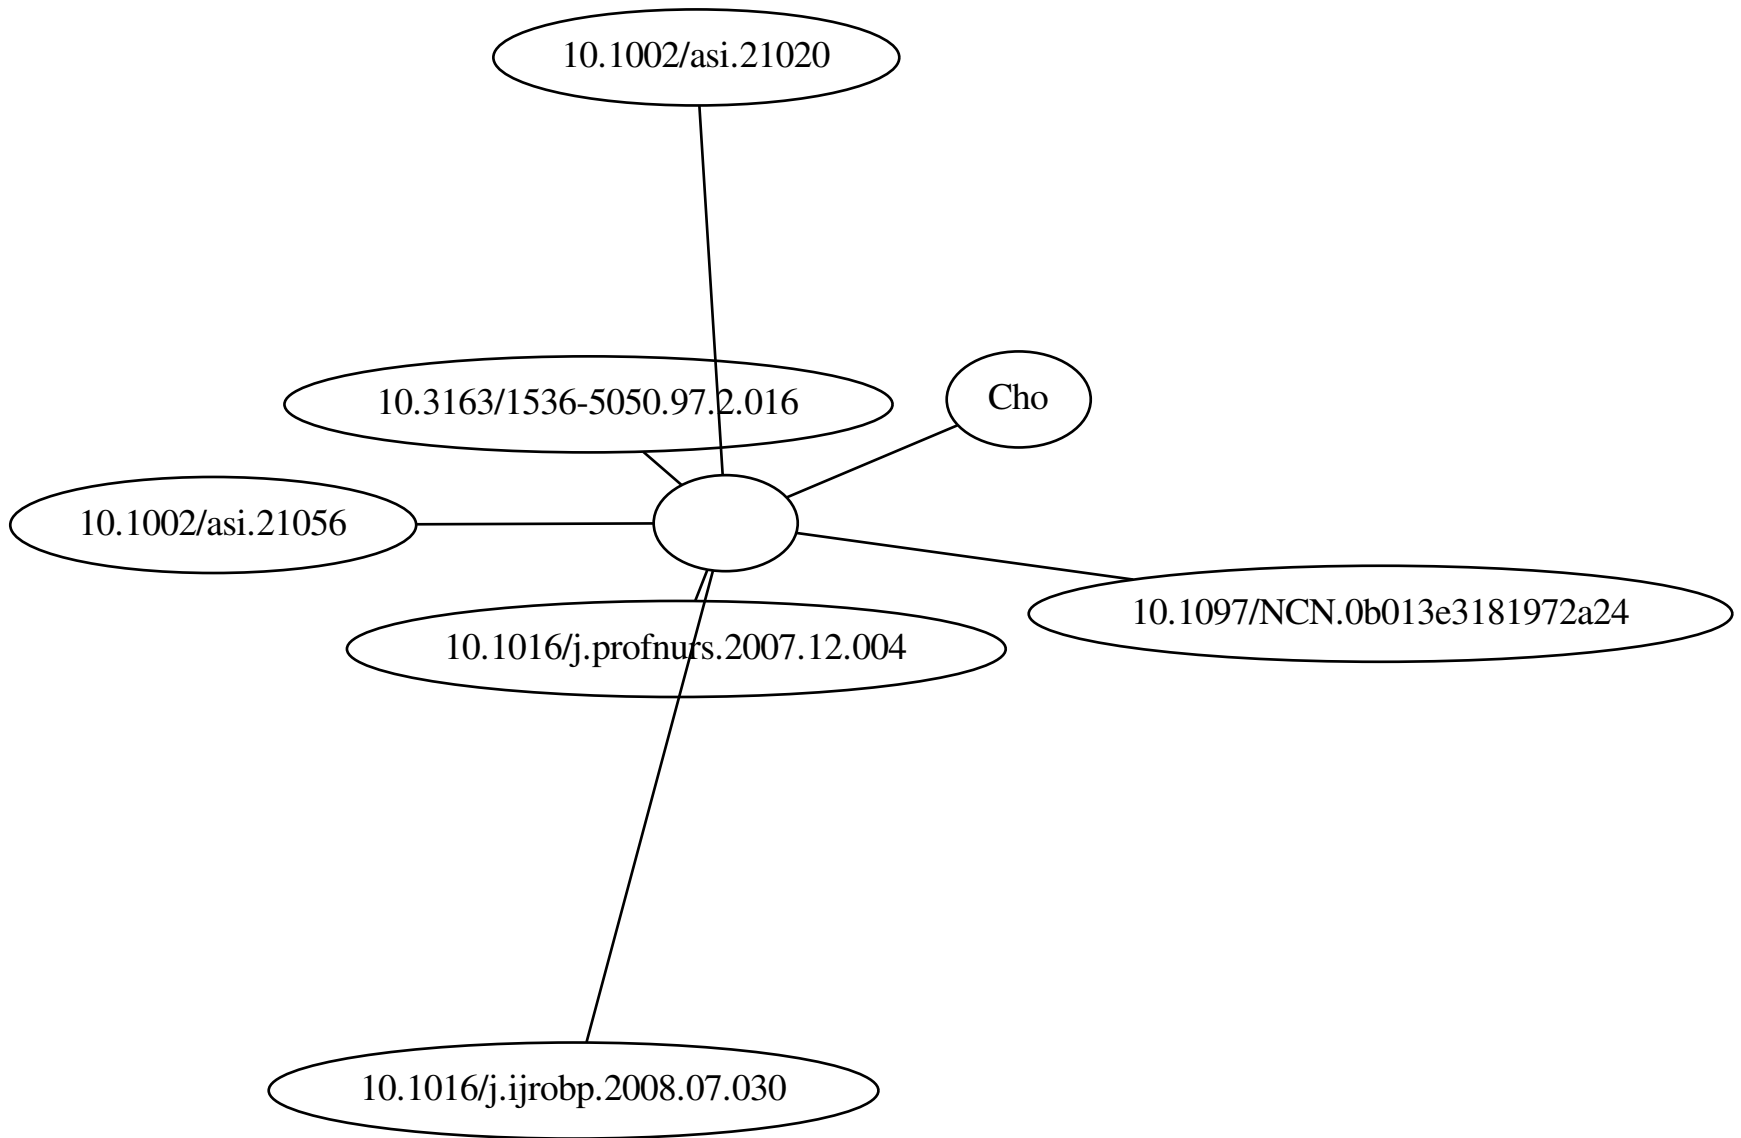 10.1002/asi.21020
10.3163/1536-5050.97.2.016
Cho
10.1002/asi.21056
10.1097/NCN.0b013e3181972a24
10.1016/j.profnurs.2007.12.004
10.1016/j.ijrobp.2008.07.030